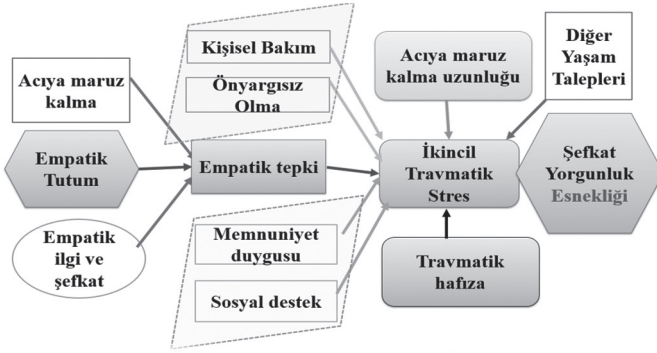 Acıya maruz
kalma
Empatik
Tutum
Empatik
ilgi ve
şefkat
Kişisel Bakım
Önyargısız
Olma
Empatik tepki
Memnuniyet
duygusu
Sosyal destek
Acıya maruz
kalma uzunluğu
İkincil
Travmatik
Stres
Travmatik
hafıza
Diğer
Yaşam
Talepleri
Şefkat
Yorgunluk
Esnekliği